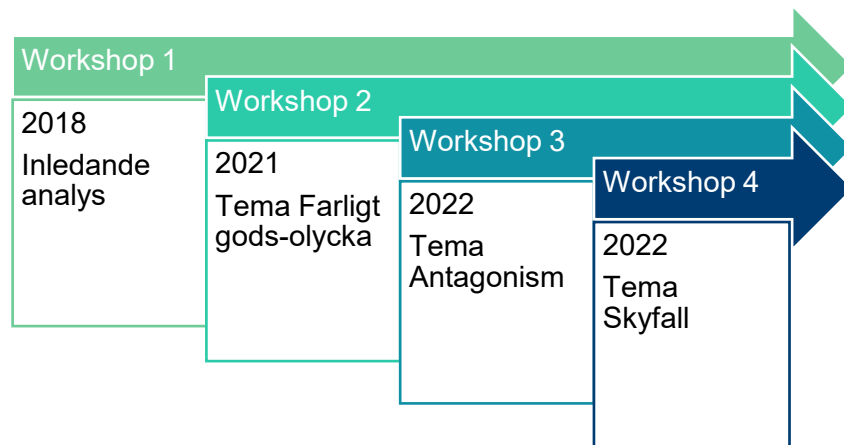 Workshop 1
2018
Inledande
analys
Workshop 2
2021
Tema Farligt
gods-olycka
Workshop 3
2022
Tema
Antagonism
Workshop 4
2022
Tema
Skyfall